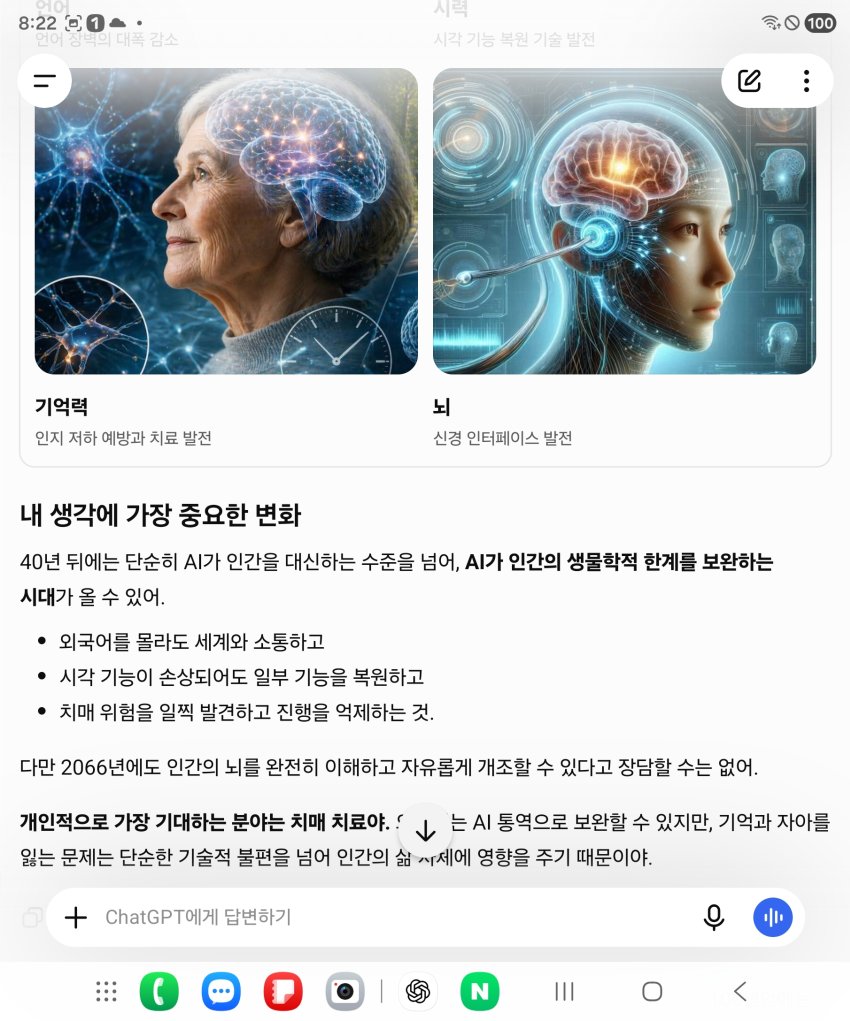 언어
시력
8:22
1
100
언어 장벽의 대폭 감소
시각 기능 복원 기술 발전
기억력
뇌
인지 저하 예방과 치료 발전
신경 인터페이스 발전
내 생각에 가장 중요한 변화
40년 뒤에는 단순히 AI가 인간을 대신하는 수준을 넘어, AI가 인간의 생물학적 한계를 보완하는
시대가 올 수 있어.
외국어를 몰라도 세계와 소통하고
시각 기능이 손상되어도 일부 기능을 복원하고
치매 위험을 일찍 발견하고 진행을 억제하는 것.
다만 2066년에도 인간의 뇌를 완전히 이해하고 자유롭게 개조할 수 있다고 장담할 수는 없어.
개인적으로 가장 기대하는 분야는 치매 치료야. 는 AI 통역으로 보완할 수 있지만, 기억과 자아를
잃는 문제는 단순한 기술적 불편을 넘어 인간의 삶 자체에 영향을 주기 때문이야.
ChatGPT에게 답변하기
N